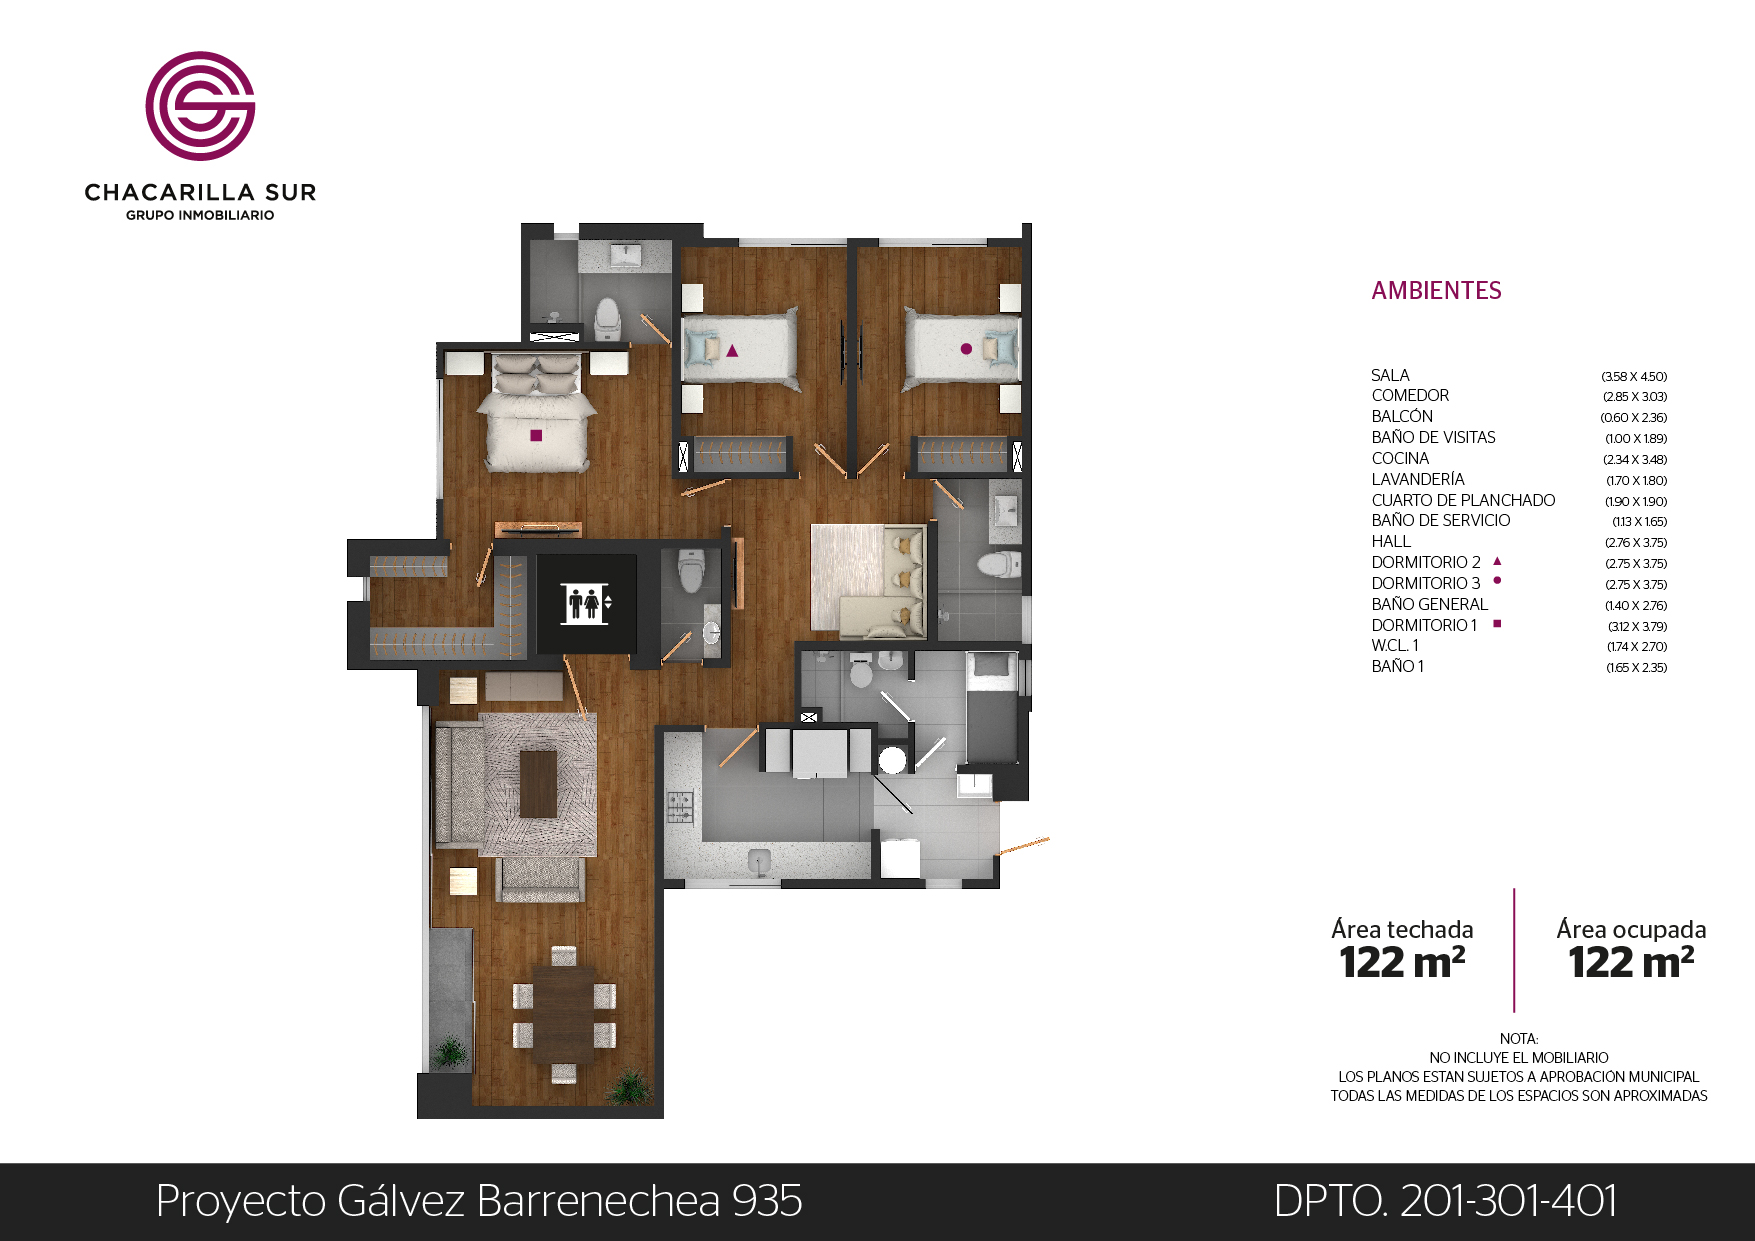 CHACARILLA SUR
GRUPO INMOBILIARIO
AMBIENTES
SALA (3.58 X 4.50)
COMEDOR (2.85 X 3.03)
BALCÓN (0.60 X 2.36)
BAÑO DE VISITAS (1.00 X 1.89)
COCINA (2.34 X 3.48)
LAVANDERÍA (1.70 X 1.80)
CUARTO DE PLANCHADO (1.90 X 1.90)
BAÑO DE SERVICIO (1.13 X 1.65)
HALL (2.76 X 3.75)
DORMITORIO 2 ▲ (2.75 X 3.75)
DORMITORIO 3 ● (2.75 X 3.75)
BAÑO GENERAL (1.40 X 2.76)
DORMITORIO 1 ■ (3.12 X 3.79)
W.CL. 1 (1.74 X 2.70)
BAÑO 1 (1.65 X 2.35)
Área techada
122 m²
Área ocupada
122 m²
NOTA:
NO INCLUYE EL MOBILIARIO
LOS PLANOS ESTAN SUJETOS A APROBACIÓN MUNICIPAL
TODAS LAS MEDIDAS DE LOS ESPACIOS SON APROXIMADAS
Proyecto Gálvez Barrenechea 935
DPTO. 201-301-401